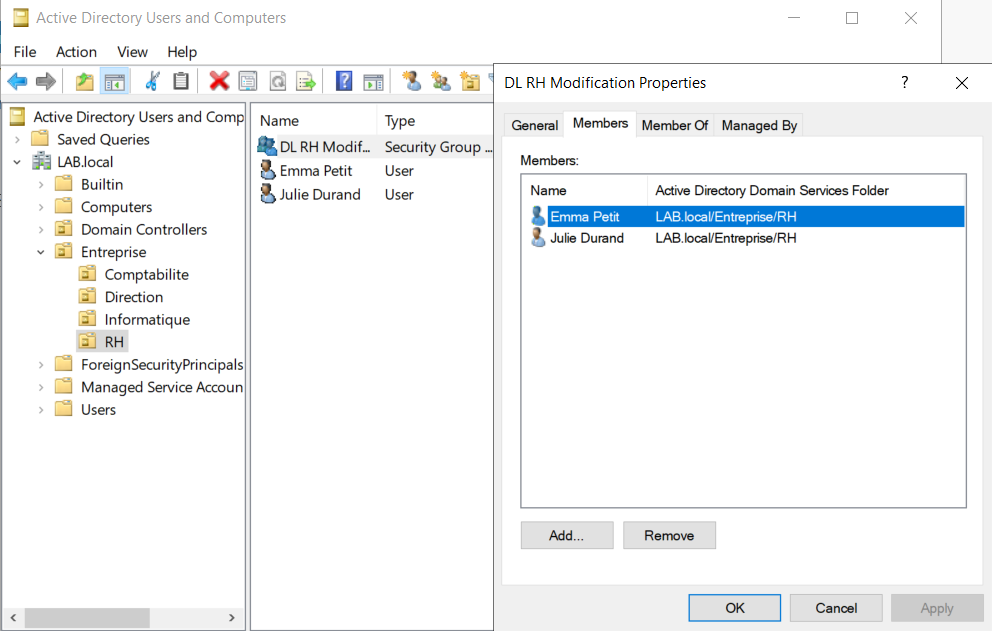 Active Directory Users and Computers
File Action View Help
Active Directory Users and Comp
Saved Queries
LAB.local
Builtin
Computers
Domain Controllers
Entreprise
Comptabilite
Direction
Informatique
RH
ForeignSecurityPrincipals
Managed Service Accoun
Users
Name Type
DL RH Modif... Security Group ...
Emma Petit User
Julie Durand User
DL RH Modification Properties ?
General Members Member Of Managed By
Members:
Name Active Directory Domain Services Folder
Emma Petit LAB.local/Entreprise/RH
Julie Durand LAB.local/Entreprise/RH
Add... Remove
OK Cancel Apply